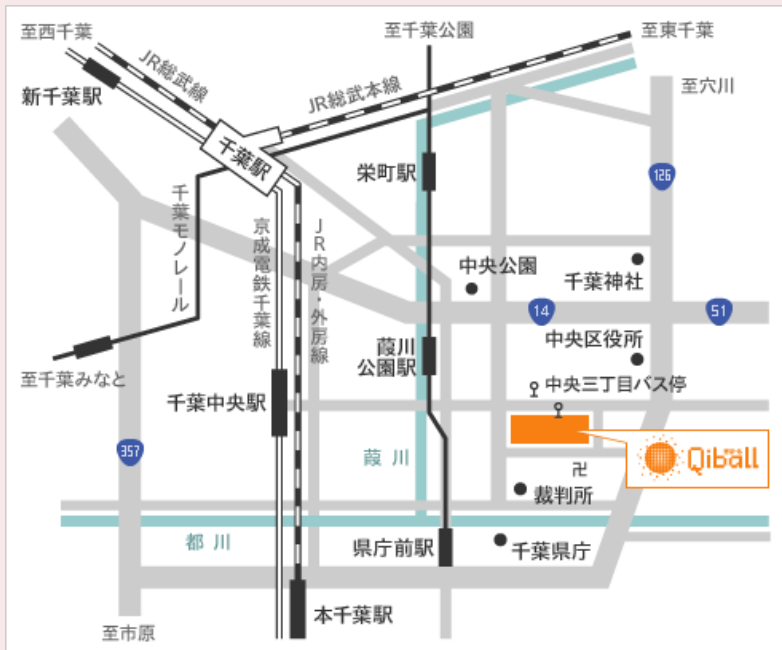 至西千葉
至千葉公園
至東千葉
JR総武線
JR総武本線
新千葉駅
至穴川
千葉駅
栄町駅
126
千葉モノレール
京成電鉄千葉線
JR内房・外房線
中央公園
千葉神社
14
51
中央区役所
葭川
公園駅
至千葉みなと
千葉中央駅
中央三丁目バス停
357
葭川
Qiball
卍
裁判所
都川
県庁前駅
千葉県庁
本千葉駅
至市原